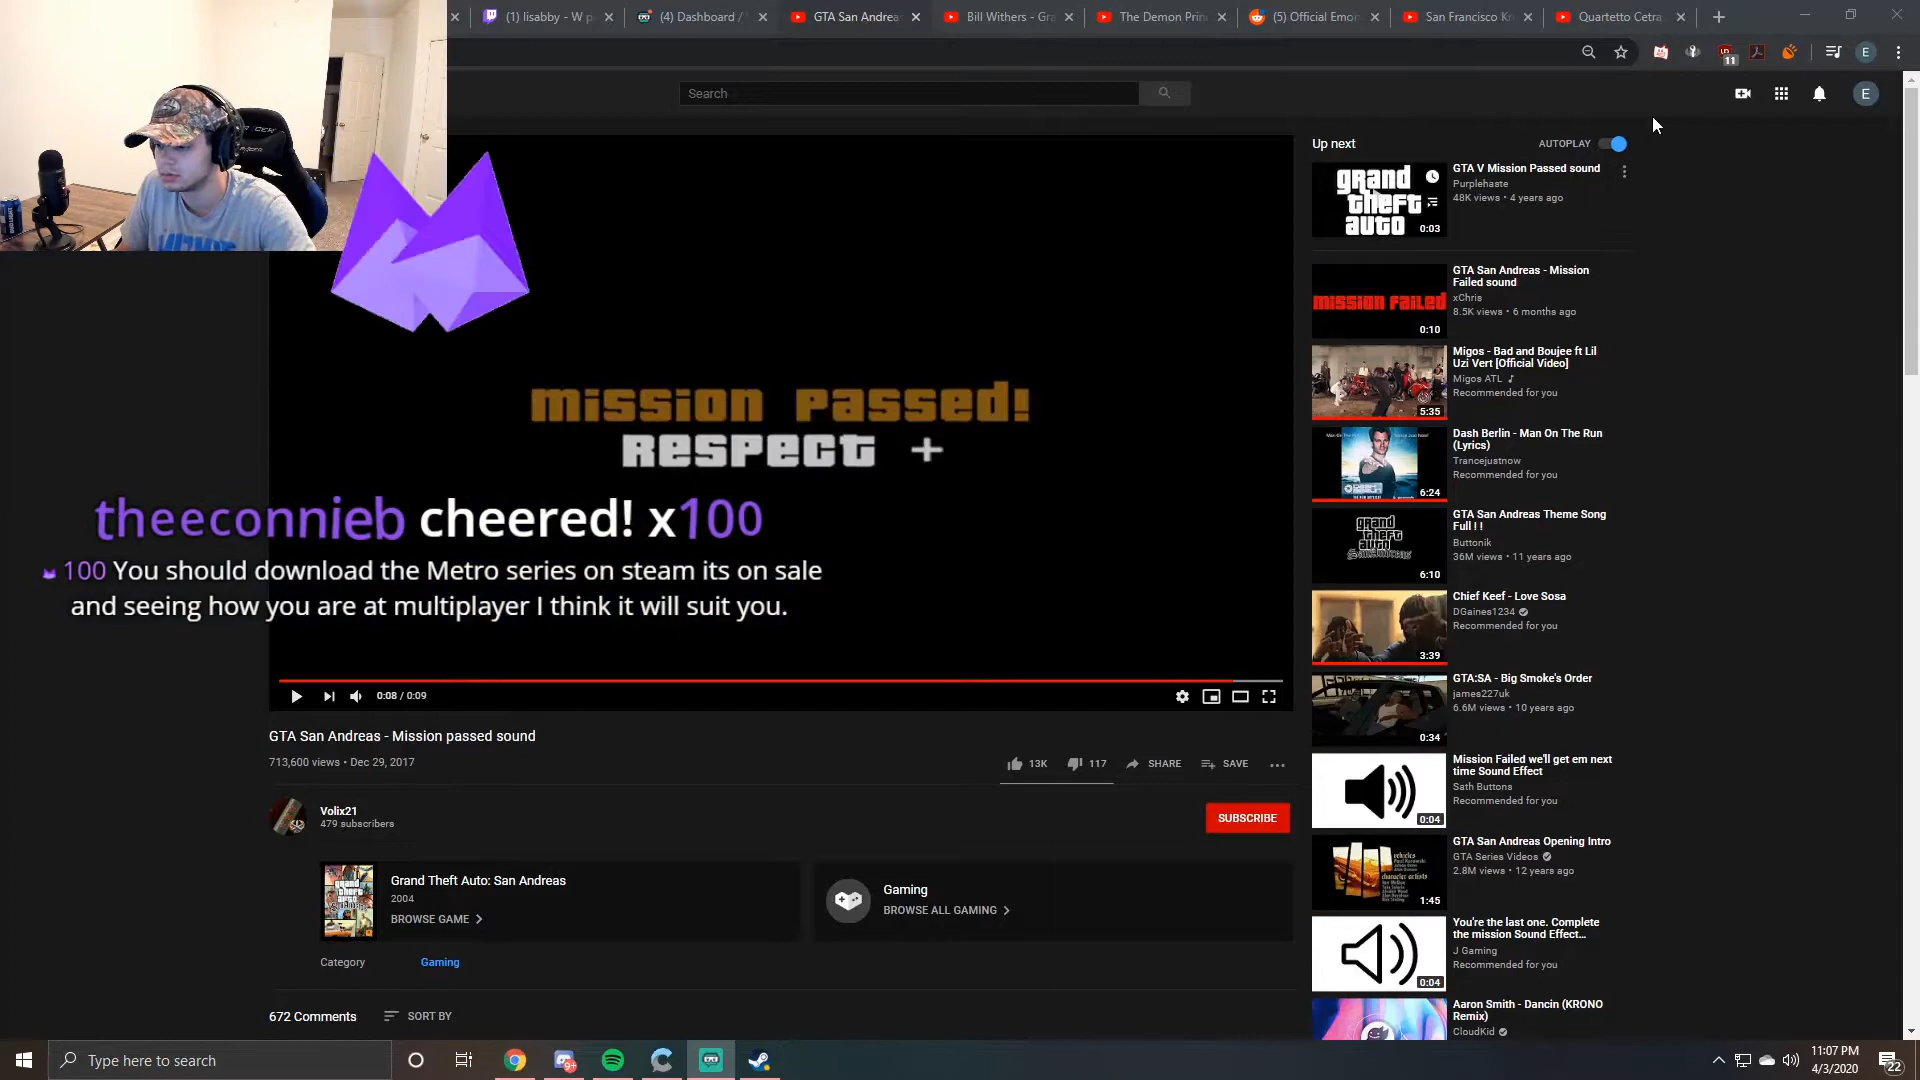 (1) lisabby - W p
(4) Dashboard /
GTA San Andrea
Bill Withers - Gra
The Demon Prin
(5) Official Emon
San Francisco K
Quartetto Cetra
11
E
Search
E
mission passed!
RESPECT +
theeconnieb cheered! x100
100 You should download the Metro series on steam its on sale
and seeing how you are at multiplayer I think it will suit you.
0:08 / 0:09
GTA San Andreas - Mission passed sound
713,600 views • Dec 29, 2017
13K
117
SHARE
SAVE
Volix21
479 subscribers
SUBSCRIBE
Grand Theft Auto: San Andreas
2004
BROWSE GAME
Gaming
BROWSE ALL GAMING
Category
Gaming
672 Comments
SORT BY
Up next
AUTOPLAY
grand
theft
auto
0:03
GTA V Mission Passed sound
Purplehaste
48K views • 4 years ago
mission failed
0:10
GTA San Andreas - Mission
Failed sound
xChris
8.5K views • 6 months ago
5:35
Migos - Bad and Boujee ft Lil
Uzi Vert [Official Video]
Migos ATL
Recommended for you
6:24
Dash Berlin - Man On The Run
(Lyrics)
Trancejustnow
Recommended for you
grand
theft
auto
San Andreas
6:10
GTA San Andreas Theme Song
Full ! !
Buttonik
36M views • 11 years ago
3:39
Chief Keef - Love Sosa
DGaines1234
Recommended for you
0:34
GTA:SA - Big Smoke's Order
james227uk
6.6M views • 10 years ago
0:04
Mission Failed we'll get em next
time Sound Effect
Sath Buttons
Recommended for you
1:45
GTA San Andreas Opening Intro
GTA Series Videos
2.8M views • 12 years ago
0:04
You're the last one. Complete
the mission Sound Effect...
J Gaming
Recommended for you
Aaron Smith - Dancin (KRONO
Remix)
CloudKid
Type here to search
9+
11:07 PM
4/3/2020
22